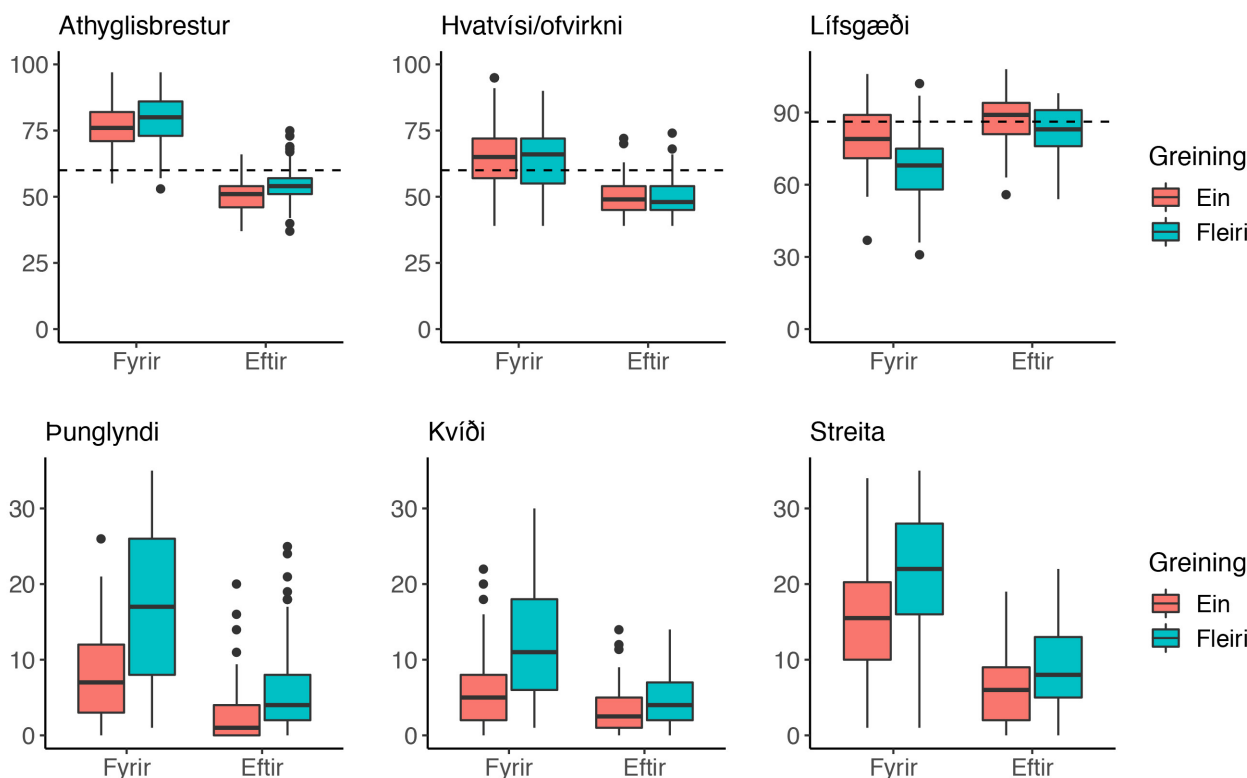 Athyglisbrestur
100
75
50
25
0
Fyrir Eftir
Hvatvísi/ofvirkni
100
75
50
25
0
Fyrir Eftir
Lífsgæði
90
60
30
0
Fyrir Eftir
Greining
Ein
Fleiri
Þunglyndi
30
20
10
0
Fyrir Eftir
Kvíði
30
20
10
0
Fyrir Eftir
Streita
30
20
10
0
Fyrir Eftir
Greining
Ein
Fleiri